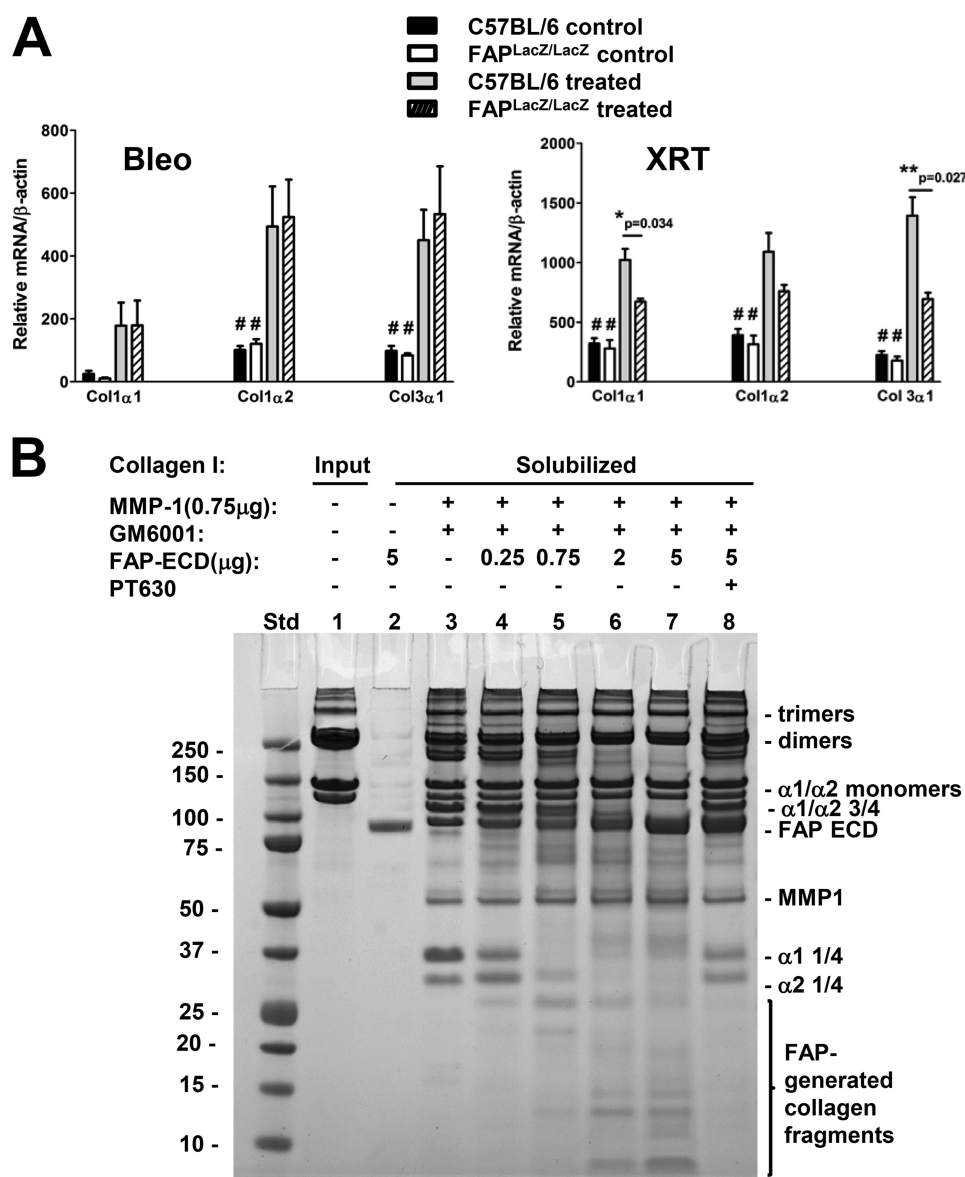 A
C57BL/6 control
FAPLacZ/LacZ control
C57BL/6 treated
FAPLacZ/LacZ treated
Bleo
Relative mRNA/β-actin
800
600
400
200
0
# #
# #
Col1α1
Col1α2
Col3α1
XRT
Relative mRNA/β-actin
2000
1500
1000
500
0
# #
* p=0.034
# #
# #
** p=0.027
Col1α1
Col1α2
Col 3α1
B
Collagen I: Input Solubilized
MMP-1(0.75µg): - - + + + + + +
GM6001: - - + + + + + +
FAP-ECD(µg): - 5 - 0.25 0.75 2 5 5
PT630 - - - - - - - +
Std 1 2 3 4 5 6 7 8
250 -
150 -
100 -
75 -
50 -
37 -
25 -
20 -
15 -
10 -
- trimers
- dimers
- α1/α2 monomers
- α1/α2 3/4
- FAP ECD
- MMP1
- α1 1/4
- α2 1/4
FAP-
generated
collagen
fragments